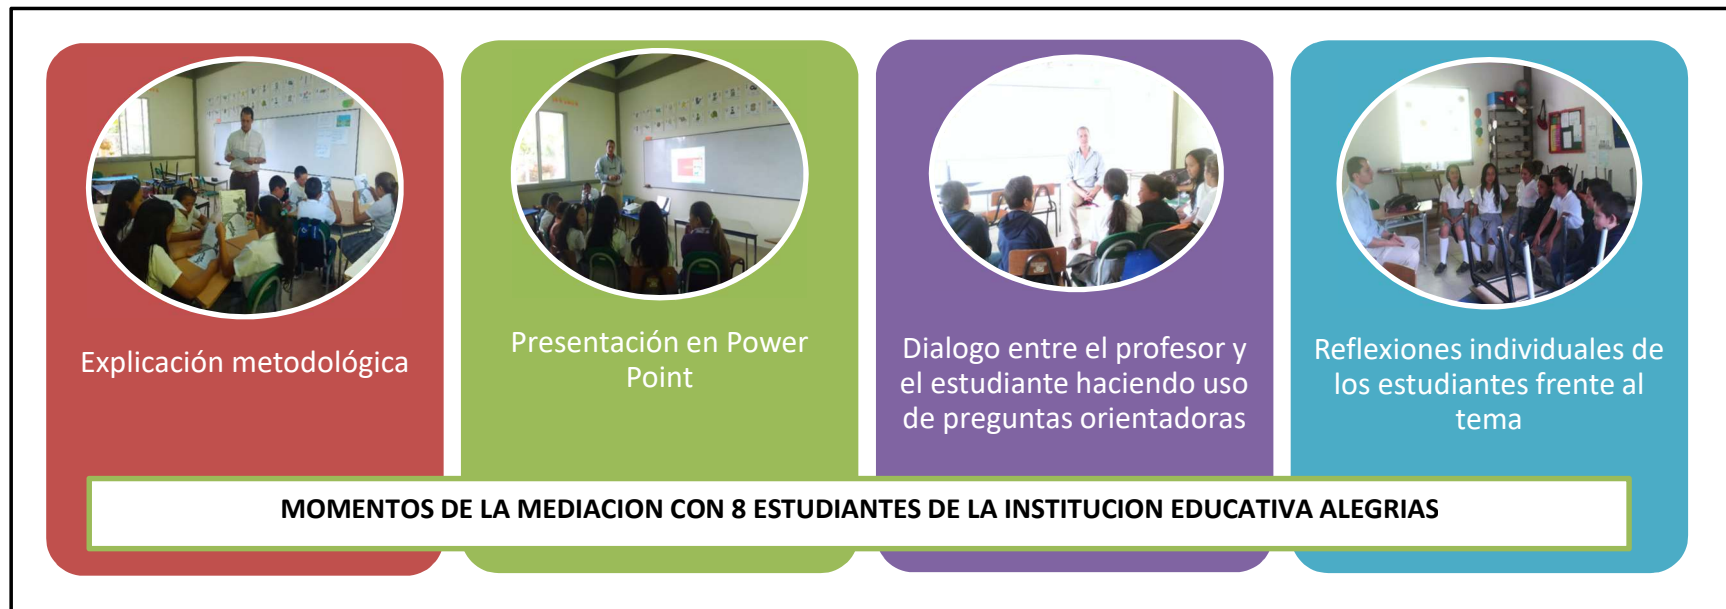 Explicación metodológica
Presentación en Power
Point
Dialogo entre el profesor y
el estudiante haciendo uso
de preguntas orientadoras
Reflexiones individuales de
los estudiantes frente al
tema
MOMENTOS DE LA MEDIACION CON 8 ESTUDIANTES DE LA INSTITUCION EDUCATIVA ALEGRIAS